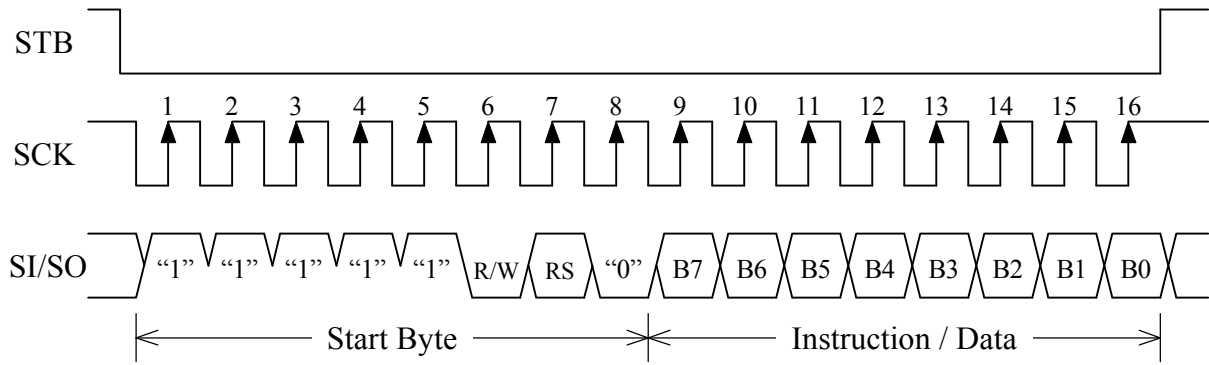 STB
1 2 3 4 5 6 7 8 9 10 11 12 13 14 15 16
SCK
SI/SO “1” “1” “1” “1” “1” R/W RS “0” B7 B6 B5 B4 B3 B2 B1 B0
Start Byte Instruction / Data